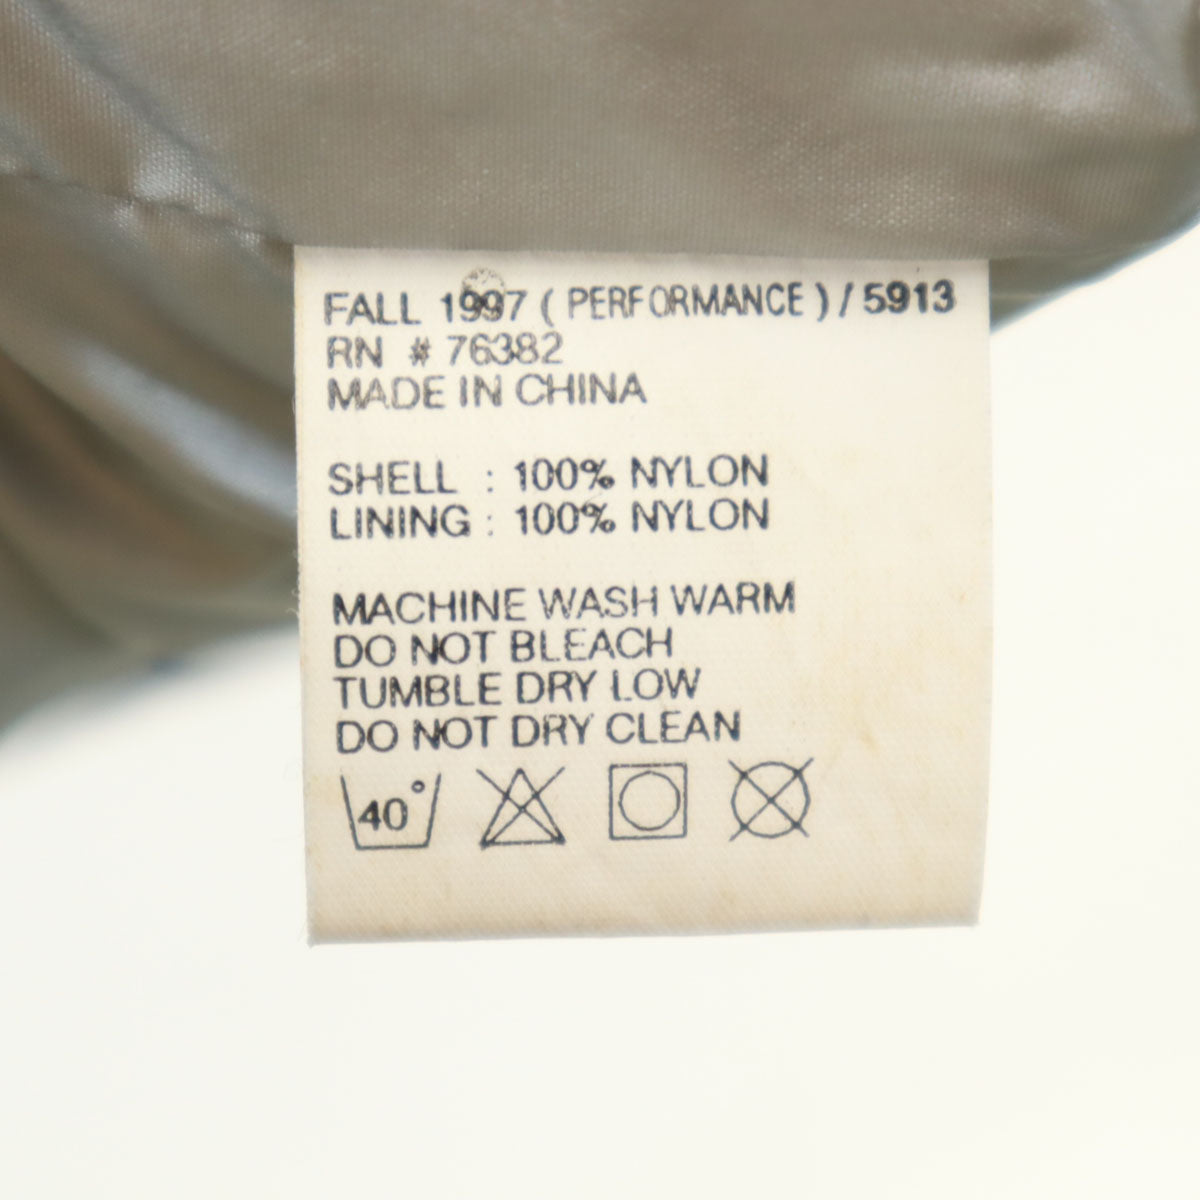 FALL 1997 ( PERFORMANCE ) / 5913
RN # 76382
MADE IN CHINA
SHELL : 100% NYLON
LINING : 100% NYLON
MACHINE WASH WARM
DO NOT BLEACH
TUMBLE DRY LOW
DO NOT DRY CLEAN
40°